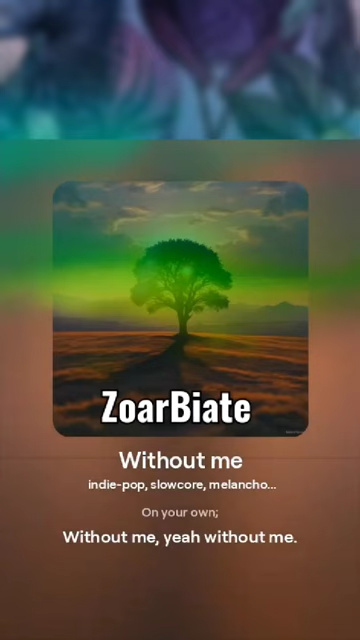 ZoarBiate
Without me
indie-pop, slowcore, melancho...
On your own;
Without me, yeah without me.